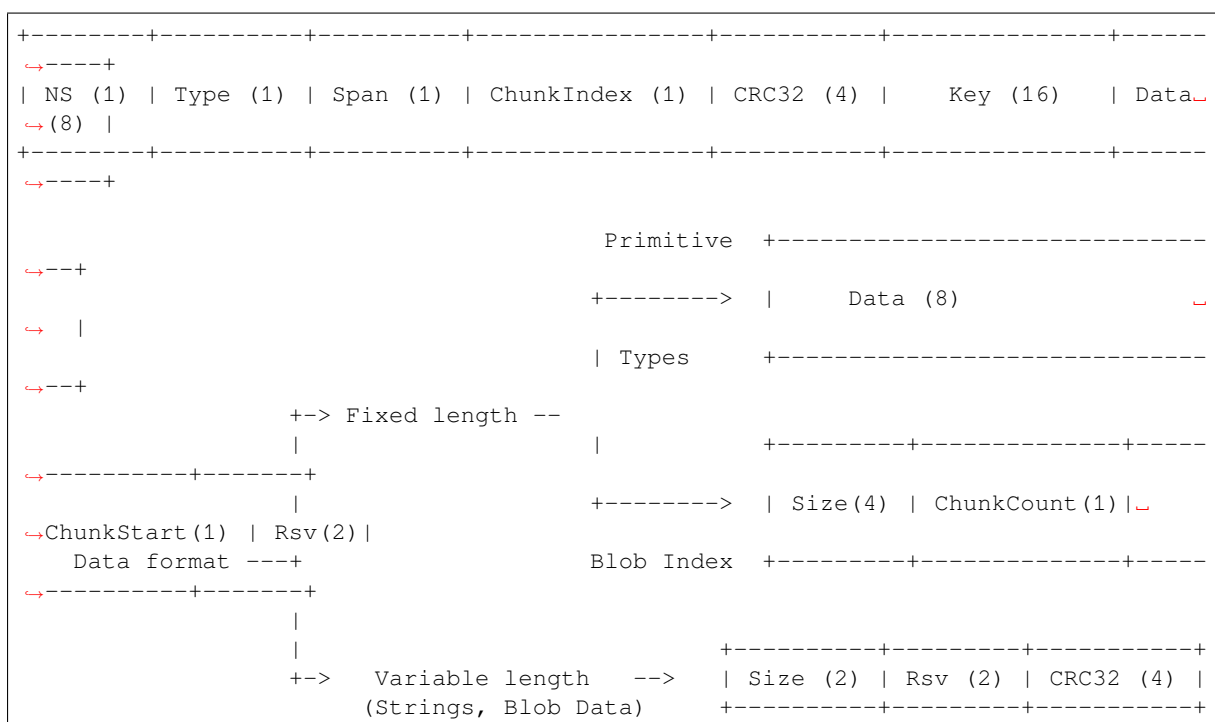 +--------+----------+----------+----------------+-----------+---------------+------
↪----+
| NS (1) | Type (1) | Span (1) | ChunkIndex (1) | CRC32 (4) |    Key (16)    | Data␣
↪(8) |
+--------+----------+----------+----------------+-----------+---------------+------
↪----+
                                         Primitive  +------------------------------
↪--+
                                        +-------->  |     Data (8)                ␣
↪  |
                                        | Types     +------------------------------
↪--+
                   +-> Fixed length --
                   |                    |           +---------+--------------+-----
↪----------+-------+
                   |                    +-------->  | Size(4) | ChunkCount(1)|␣
↪ChunkStart(1) | Rsv(2)|
    Data format ---+                    Blob Index  +---------+--------------+-----
↪----------+-------+
                   |
                   |                             +----------+---------+-----------+
                   +->   Variable length   -->   | Size (2) | Rsv (2) | CRC32 (4) |
                        (Strings, Blob Data)     +----------+---------+-----------+